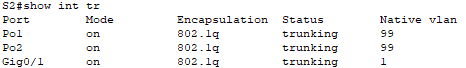 S2#show int tr
Port Mode Encapsulation Status Native vlan
Po1 on 802.1q trunking 99
Po2 on 802.1q trunking 99
Gig0/1 on 802.1q trunking 1